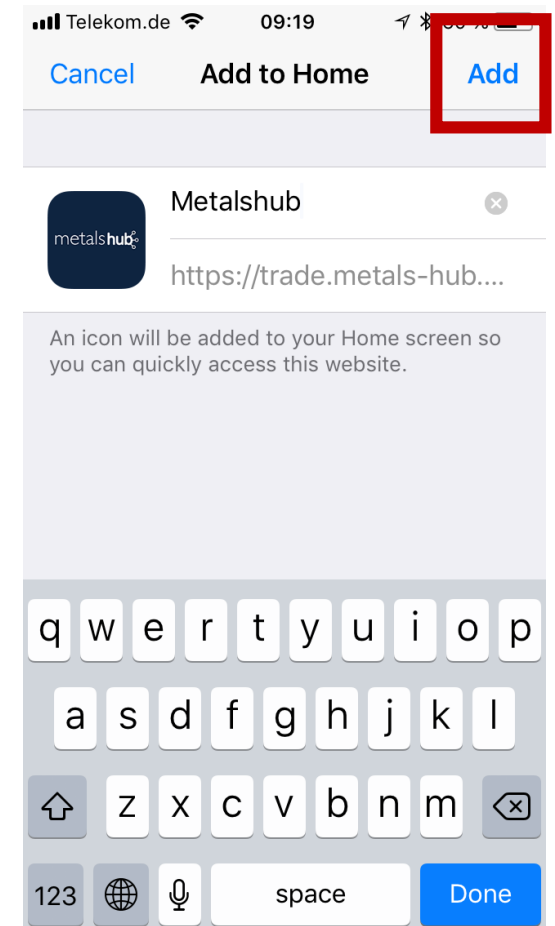 Telekom.de 09:19
Cancel Add to Home Add
metalshub
Metalshub
https://trade.metals-hub....
An icon will be added to your Home screen so
you can quickly access this website.
q w e r t y u i o p
a s d f g h j k l
z x c v b n m
123 space Done